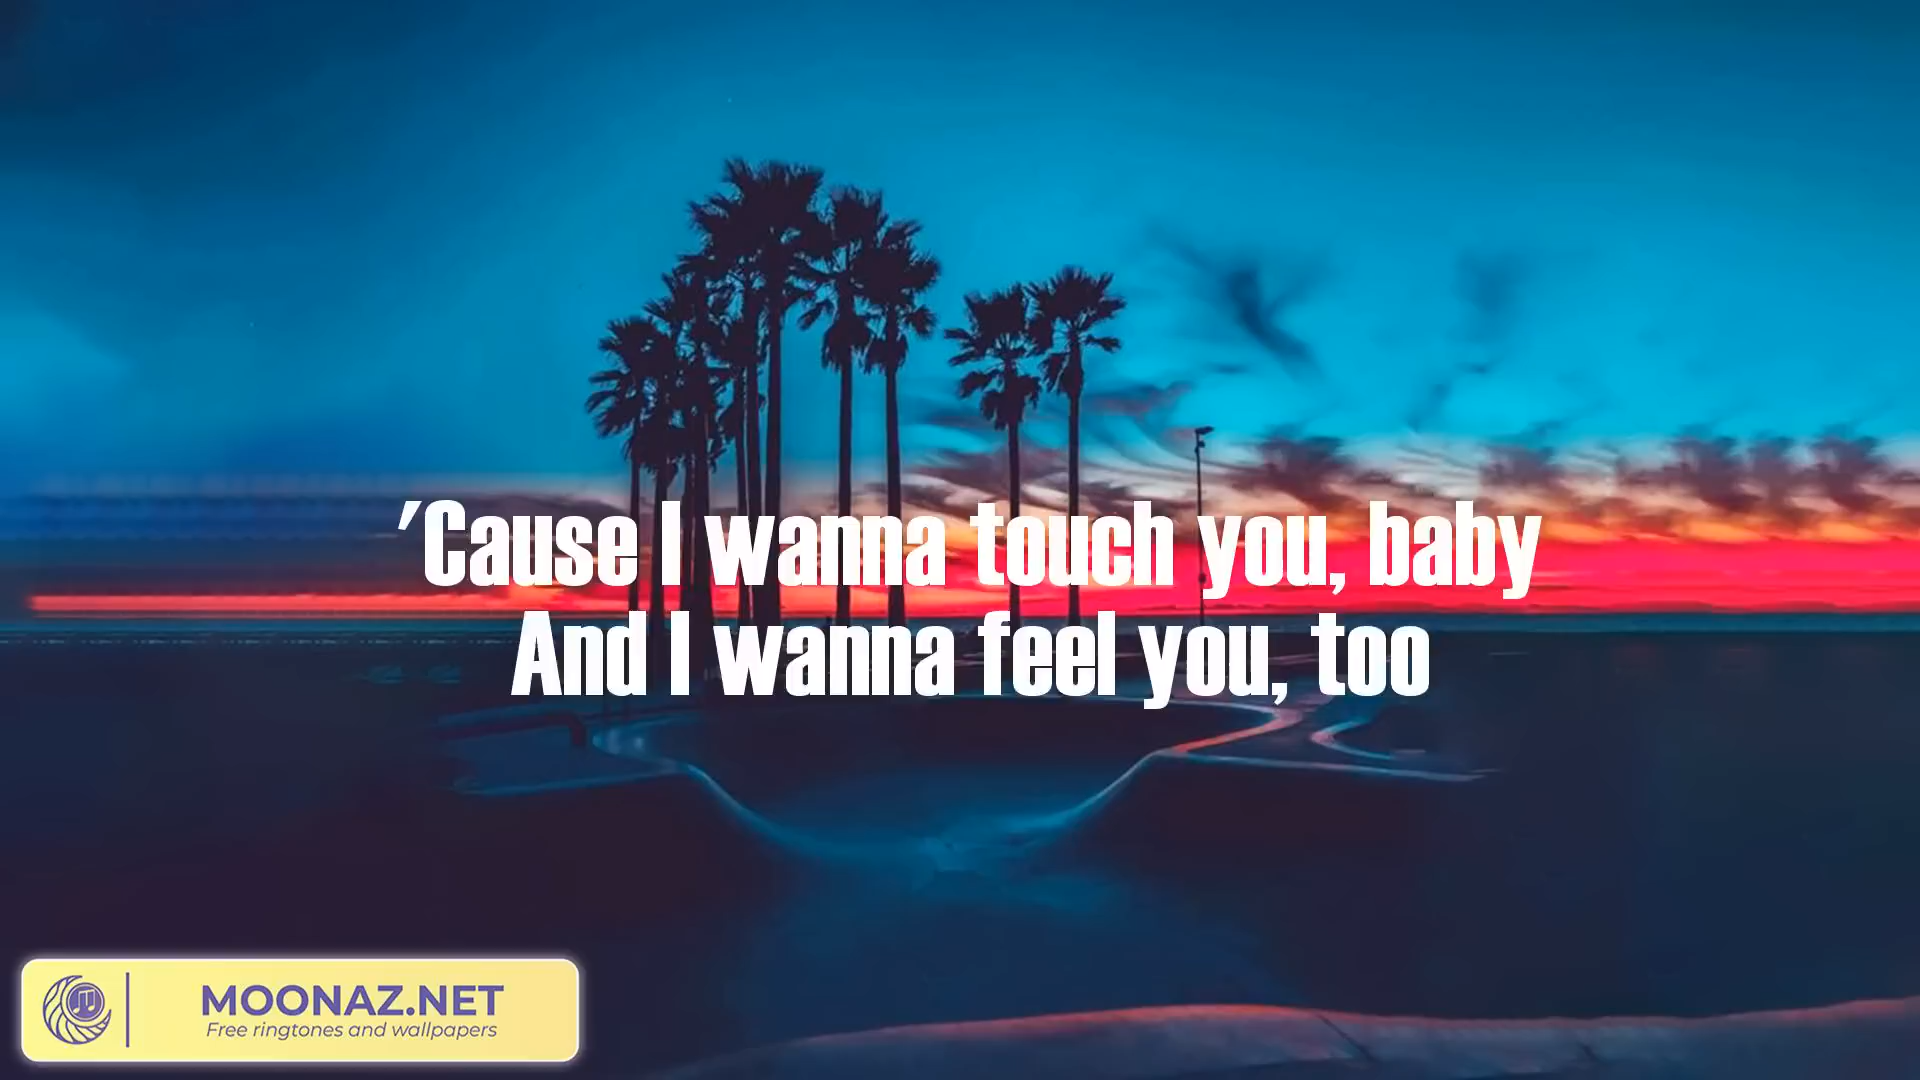 'Cause I wanna touch you, baby
And I wanna feel you, too
MOONAZ.NET
Free ringtones and wallpapers